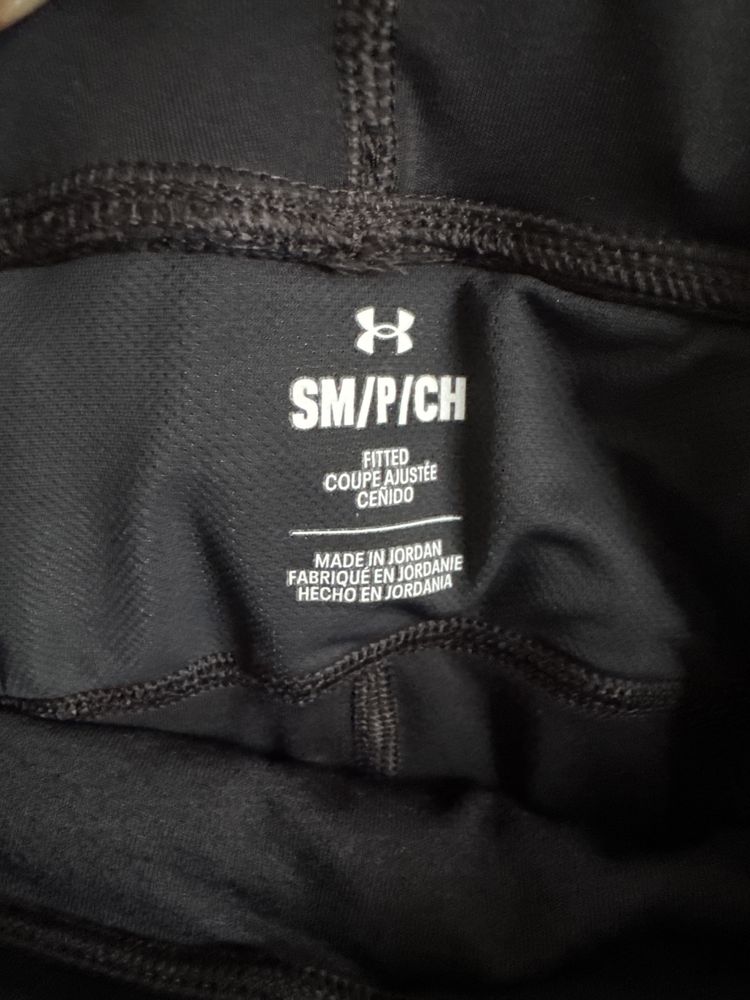 SM/P/CH
FITTED
COUPE AJUSTÉE
CEÑIDO
MADE IN JORDAN
FABRIQUÉ EN JORDANIE
HECHO EN JORDANIA